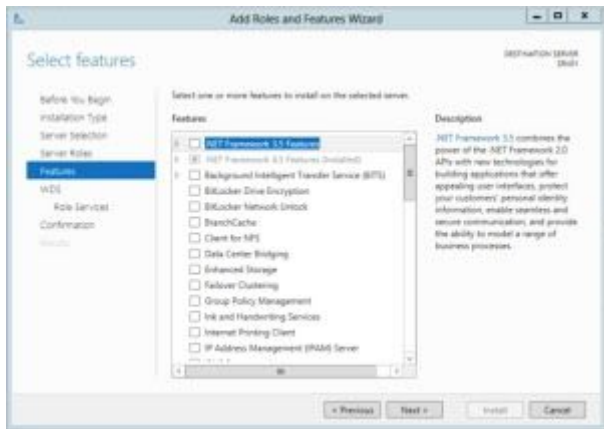 Add Roles and Features Wizard
Select features
DESTINATION SERVER
Before You Begin
Installation Type
Server Selection
Server Roles
Features
WDS
Role Services
Confirmation
Results
Select one or more features to install on the selected server.
Features
.NET Framework 3.5 Features
.NET Framework 4.5 Features (Installed)
Background Intelligent Transfer Service (BITS)
BitLocker Drive Encryption
BitLocker Network Unlock
BranchCache
Client for NFS
Data Center Bridging
Enhanced Storage
Failover Clustering
Group Policy Management
Ink and Handwriting Services
Internet Printing Client
IP Address Management (IPAM) Server
Description
.NET Framework 3.5 combines the
power of the .NET Framework 2.0
APIs with new technologies for
building applications that offer
appealing user interfaces, protect
your customers' personal identity
information, enable seamless and
secure communication, and provide
the ability to model a range of
business processes.
< Previous
Next >
Install
Cancel